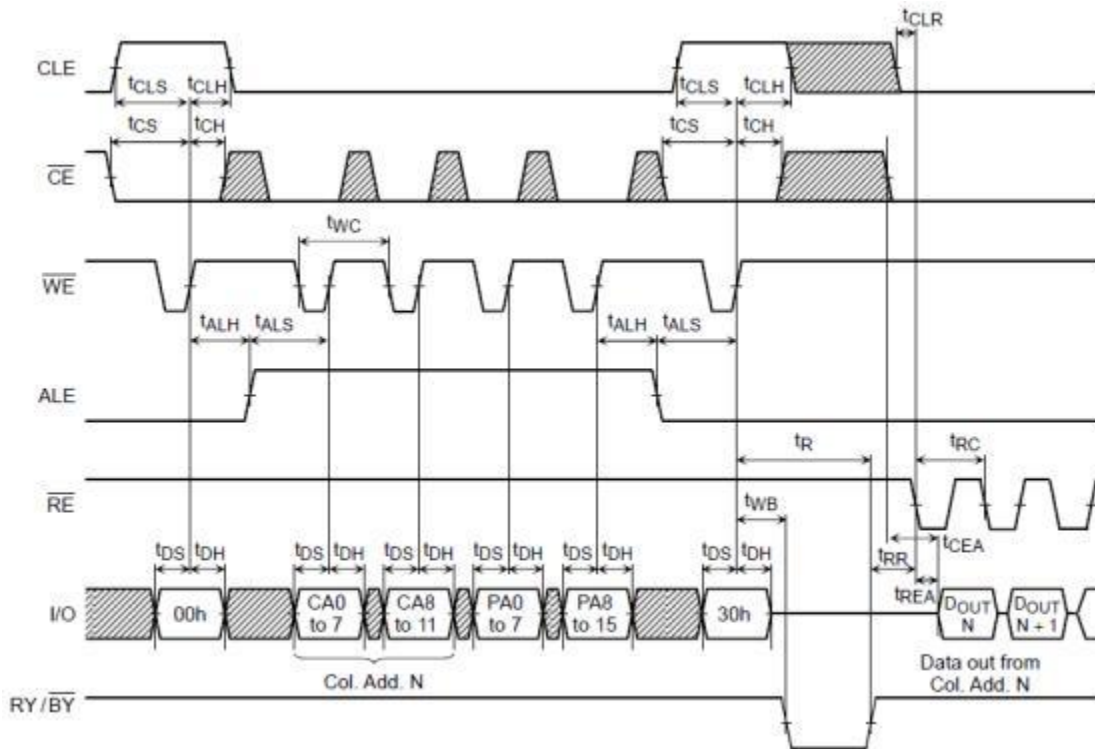 tCLR
CLE
tCLS tCLH tCLS tCLH
tCS tCH tCS tCH
CE
tWC
WE
tALH tALS tALH tALS
ALE
tR tRC
RE
tWB
tCEA
tDS tDH tDS tDH tDS tDH tDS tDH tDS tDH tDS tDH tRR
tREA
I/O 00h CA0 to 7 CA8 to 11 PA0 to 7 PA8 to 15 30h DOUT N DOUT N + 1
Col. Add. N
Data out from
Col. Add. N
RY / BY